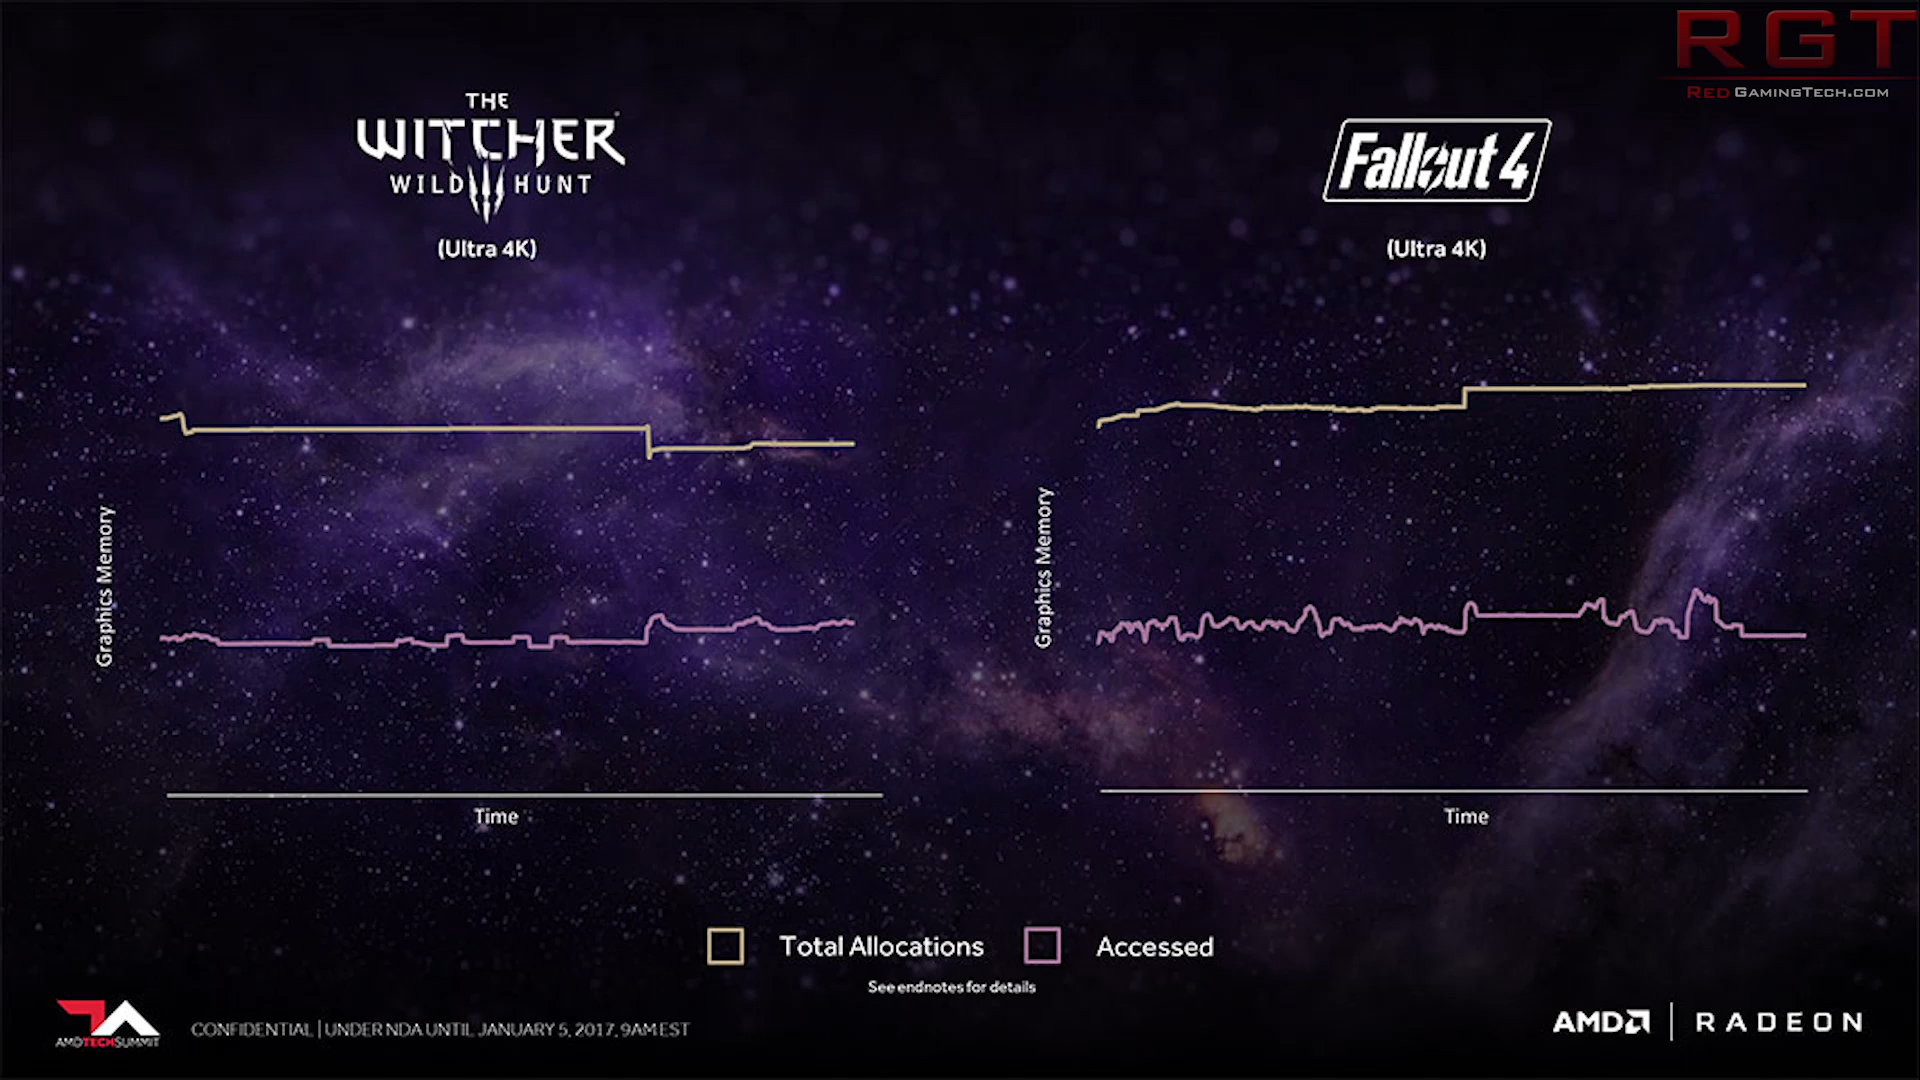 RGT
RED GAMINGTECH.COM
THE
WITCHER
WILD HUNT
(Ultra 4K)
Fallout 4
(Ultra 4K)
Graphics Memory
Time
Graphics Memory
Time
Total Allocations
Accessed
See endnotes for details
AMDTECHSUMMIT
CONFIDENTIAL | UNDER NDA UNTIL JANUARY 5, 2017, 9AM EST
AMD
RADEON